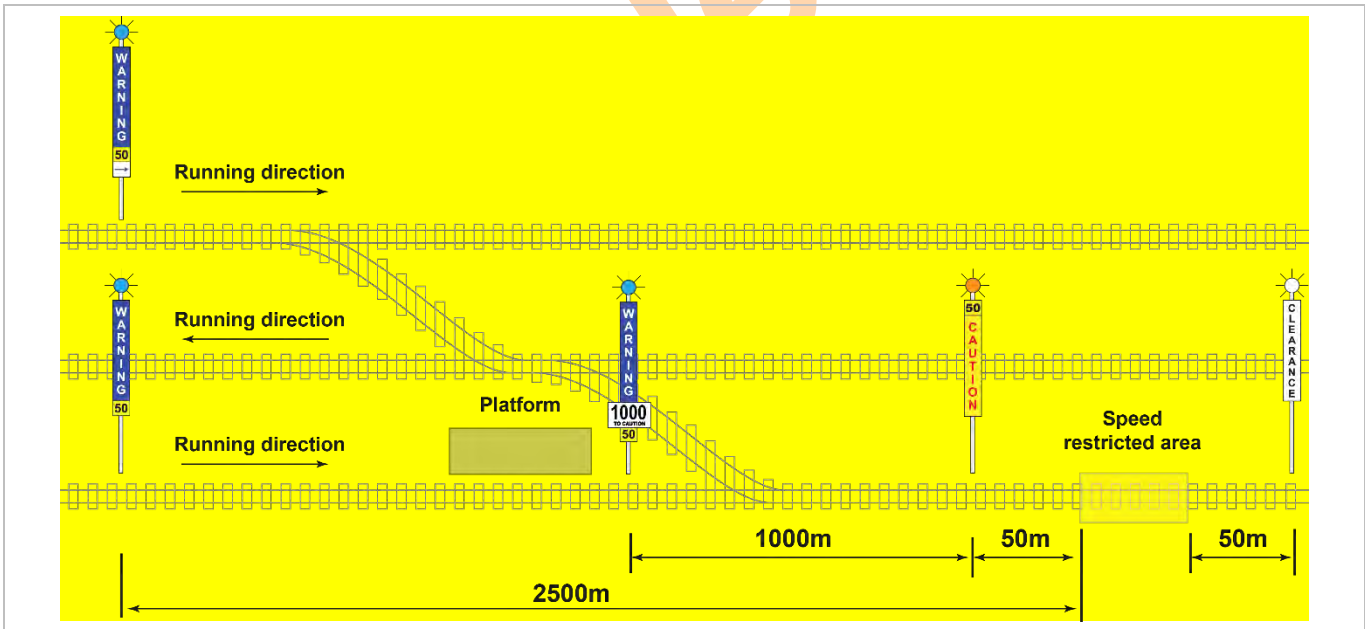 WARNING
50
→
Running direction
WARNING
50
Running direction
Platform
Running direction
WARNING
1000
TO CAUTION
50
50
CAUTION
CLEARANCE
Speed
restricted area
1000m
50m
50m
2500m